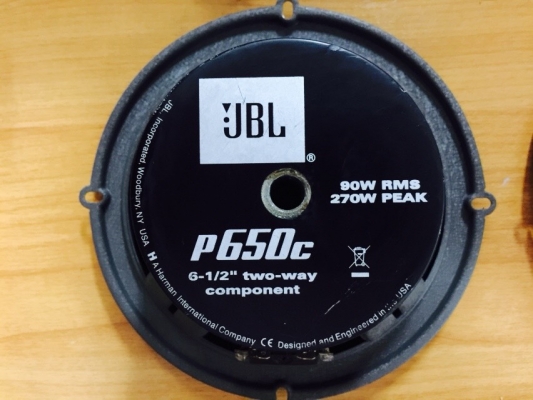 JBL
®
90W RMS
270W PEAK
P650c
6-1/2" two-way
component
JBL, Incorporated, Woodbury, NY USA H A Harman International Company CE Designed and Engineered in the USA